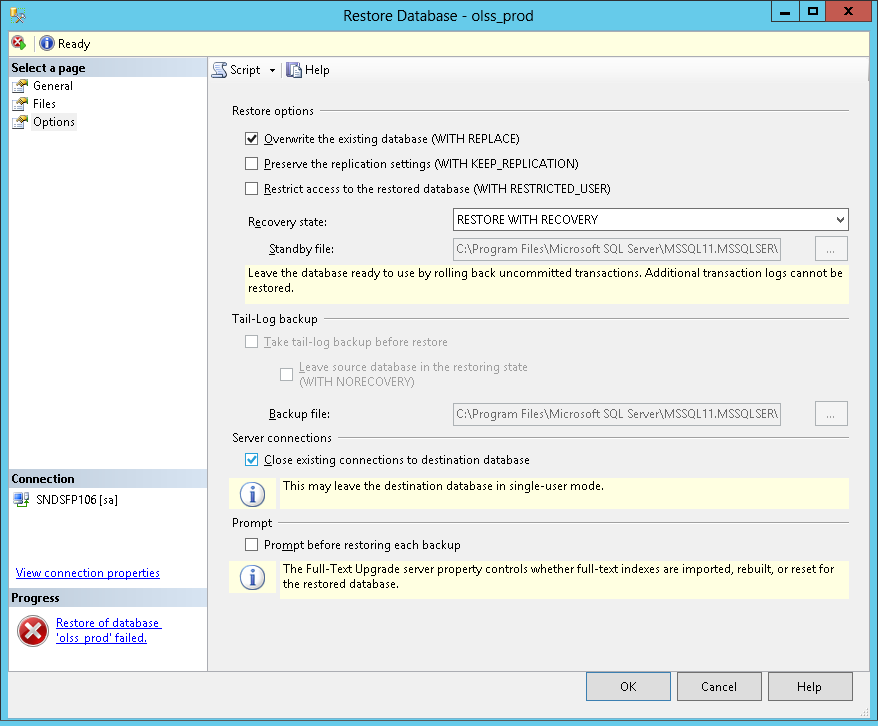 Restore Database - olss_prod
Ready
Select a page
General
Files
Options
Script
Help
Restore options
Overwrite the existing database (WITH REPLACE)
Preserve the replication settings (WITH KEEP_REPLICATION)
Restrict access to the restored database (WITH RESTRICTED_USER)
Recovery state:
RESTORE WITH RECOVERY
Standby file:
C:\Program Files\Microsoft SQL Server\MSSQL11.MSSQLSER\
...
Leave the database ready to use by rolling back uncommitted transactions. Additional transaction logs cannot be
restored.
Tail-Log backup
Take tail-log backup before restore
Leave source database in the restoring state
(WITH NORECOVERY)
Backup file:
C:\Program Files\Microsoft SQL Server\MSSQL11.MSSQLSER\
...
Server connections
Close existing connections to destination database
This may leave the destination database in single-user mode.
Prompt
Prompt before restoring each backup
The Full-Text Upgrade server property controls whether full-text indexes are imported, rebuilt, or reset for
the restored database.
Connection
SNDSFP106 [sa]
View connection properties
Progress
Restore of database
'olss_prod' failed.
OK
Cancel
Help